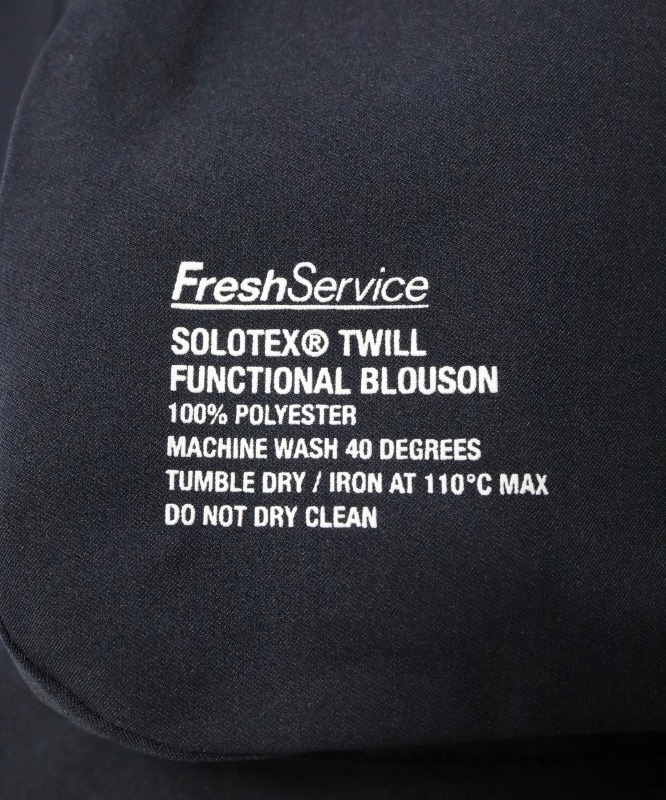 FreshService
SOLOTEX® TWILL
FUNCTIONAL BLOUSON
100% POLYESTER
MACHINE WASH 40 DEGREES
TUMBLE DRY / IRON AT 110°C MAX
DO NOT DRY CLEAN